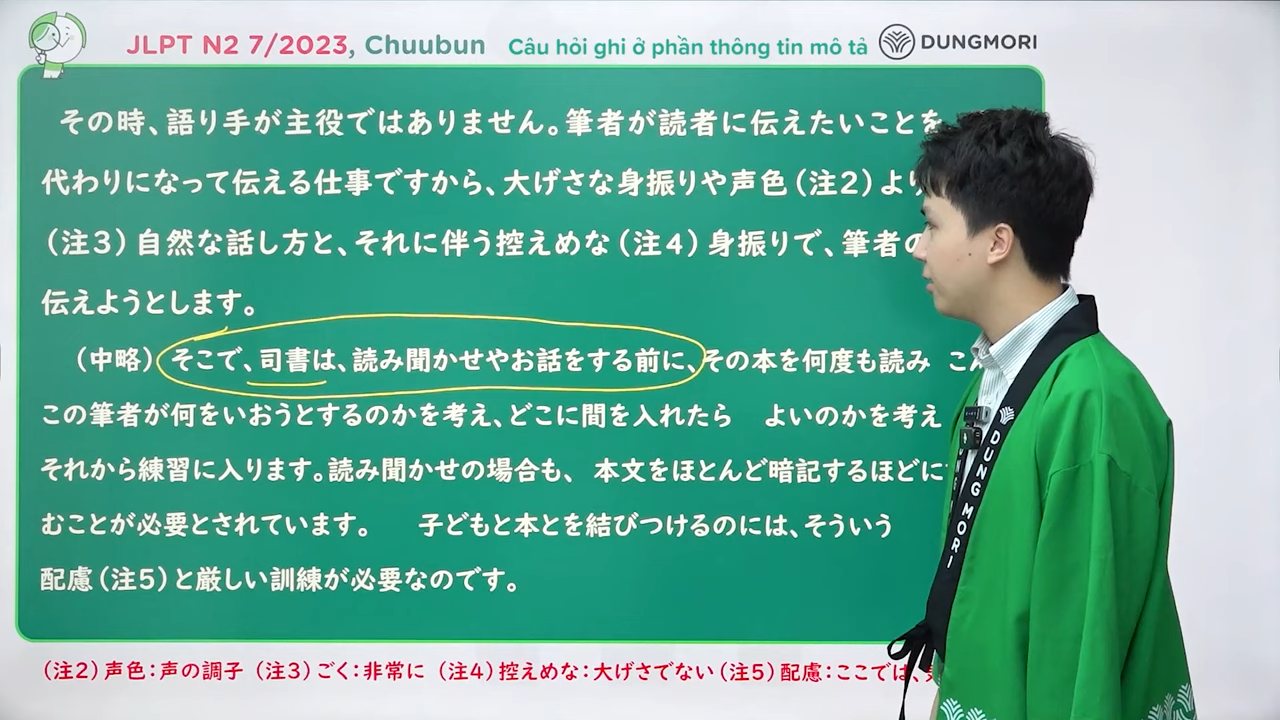 JLPT N2 7/2023, Chuubun Câu hỏi ghi ở phần thông tin mô tả DUNGMORI
その時、語り手が主役ではありません。筆者が読者に伝えたいことを
代わりになって伝える仕事ですから、大げさな身振りや声色(注2)より
(注3)自然な話し方と、それに伴う控えめな(注4)身振りで、筆者の
伝えようとします。
(中略)そこで、司書は、読み聞かせやお話をする前に、その本を何度も読み こん
この筆者が何をいおうとするのかを考え、どこに間を入れたら よいのかを考え
それから練習に入ります。読み聞かせの場合も、 本文をほとんど暗記するほどに
むことが必要とされています。 子どもと本とを結びつけるのには、そういう
配慮(注5)と厳しい訓練が必要なのです。
(注2)声色:声の調子 (注3)ごく:非常に (注4)控えめな:大げさでない(注5)配慮:ここでは、
DUNGMORI